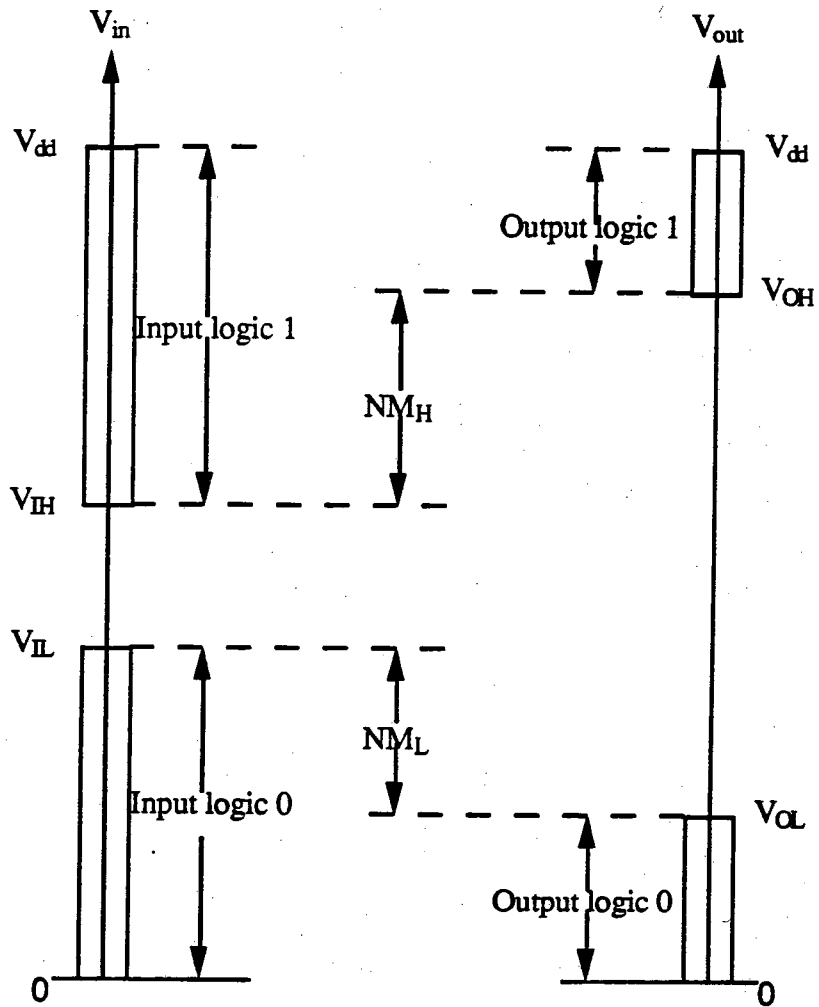 V_in
V_out
V_dd
V_dd
Output logic 1
V_OH
Input logic 1
NM_H
V_IH
V_IL
NM_L
V_OL
Input logic 0
Output logic 0
0
0